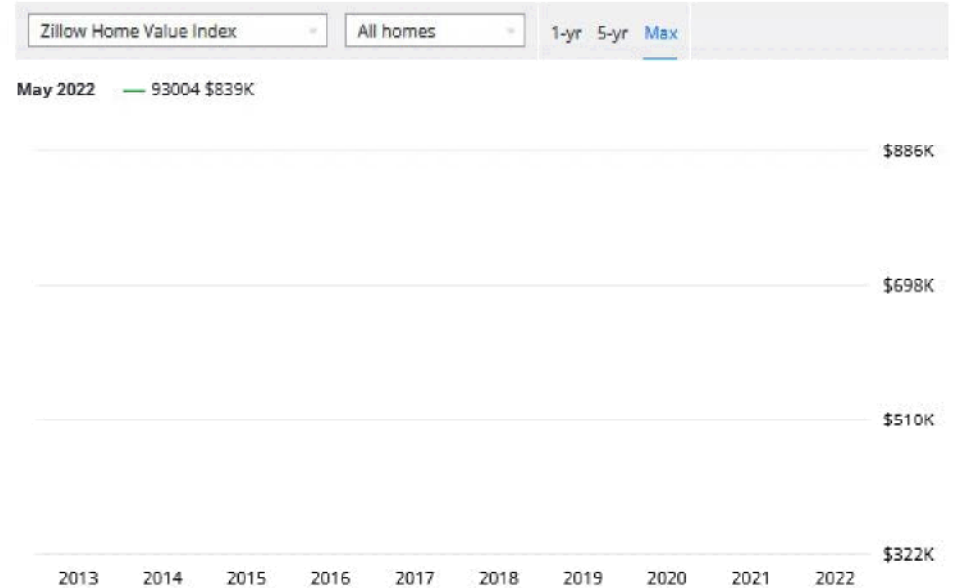 Zillow Home Value Index All homes 1-yr 5-yr Max
May 2022 93004 $839K
$886K
$698K
$510K
$322K
2013 2014 2015 2016 2017 2018 2019 2020 2021 2022